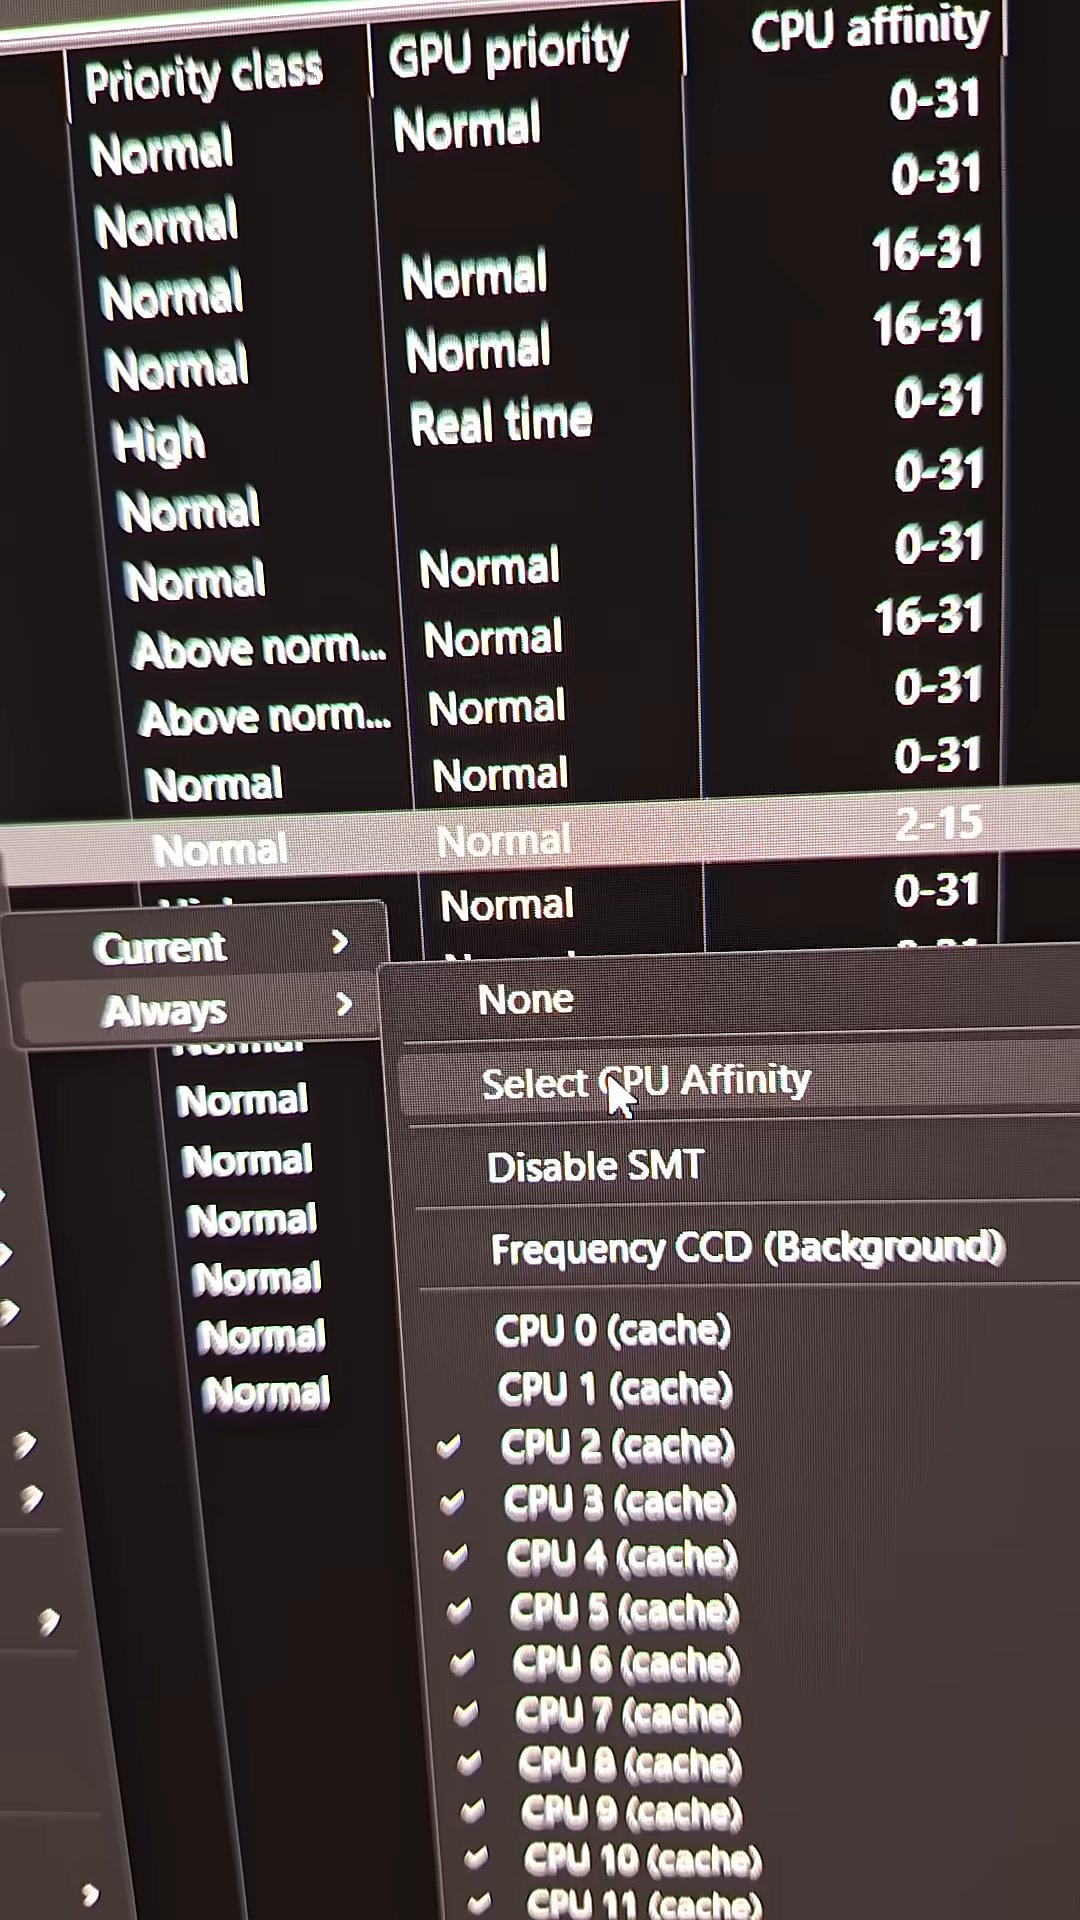 Priority class GPU priority CPU affinity
Normal Normal 0-31
Normal 0-31
Normal Normal 16-31
Normal Normal 16-31
High Real time 0-31
Normal 0-31
Normal Normal 0-31
Above norm... Normal 16-31
Above norm... Normal 0-31
Normal Normal 0-31
Normal Normal 2-15
Normal 0-31
Current
Always
None
Select CPU Affinity
Normal
Disable SMT
Normal
Normal
Frequency CCD (Background)
Normal
Normal
CPU 0 (cache)
Normal
CPU 1 (cache)
CPU 2 (cache)
CPU 3 (cache)
CPU 4 (cache)
CPU 5 (cache)
CPU 6 (cache)
CPU 7 (cache)
CPU 8 (cache)
CPU 9 (cache)
CPU 10 (cache)
CPU 11 (cache)